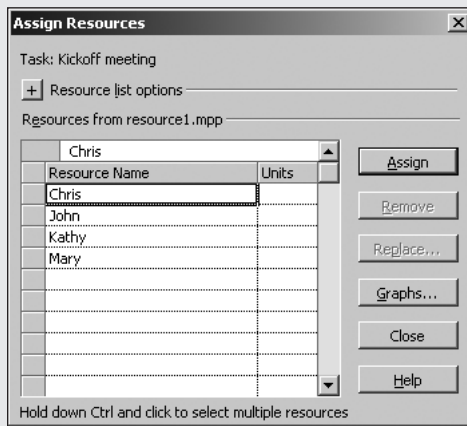 Assign Resources
Task: Kickoff meeting
+ Resource list options
Resources from resource1.mpp
Chris
Resource Name Units
Chris
John
Kathy
Mary
Assign
Remove
Replace...
Graphs...
Close
Help
Hold down Ctrl and click to select multiple resources